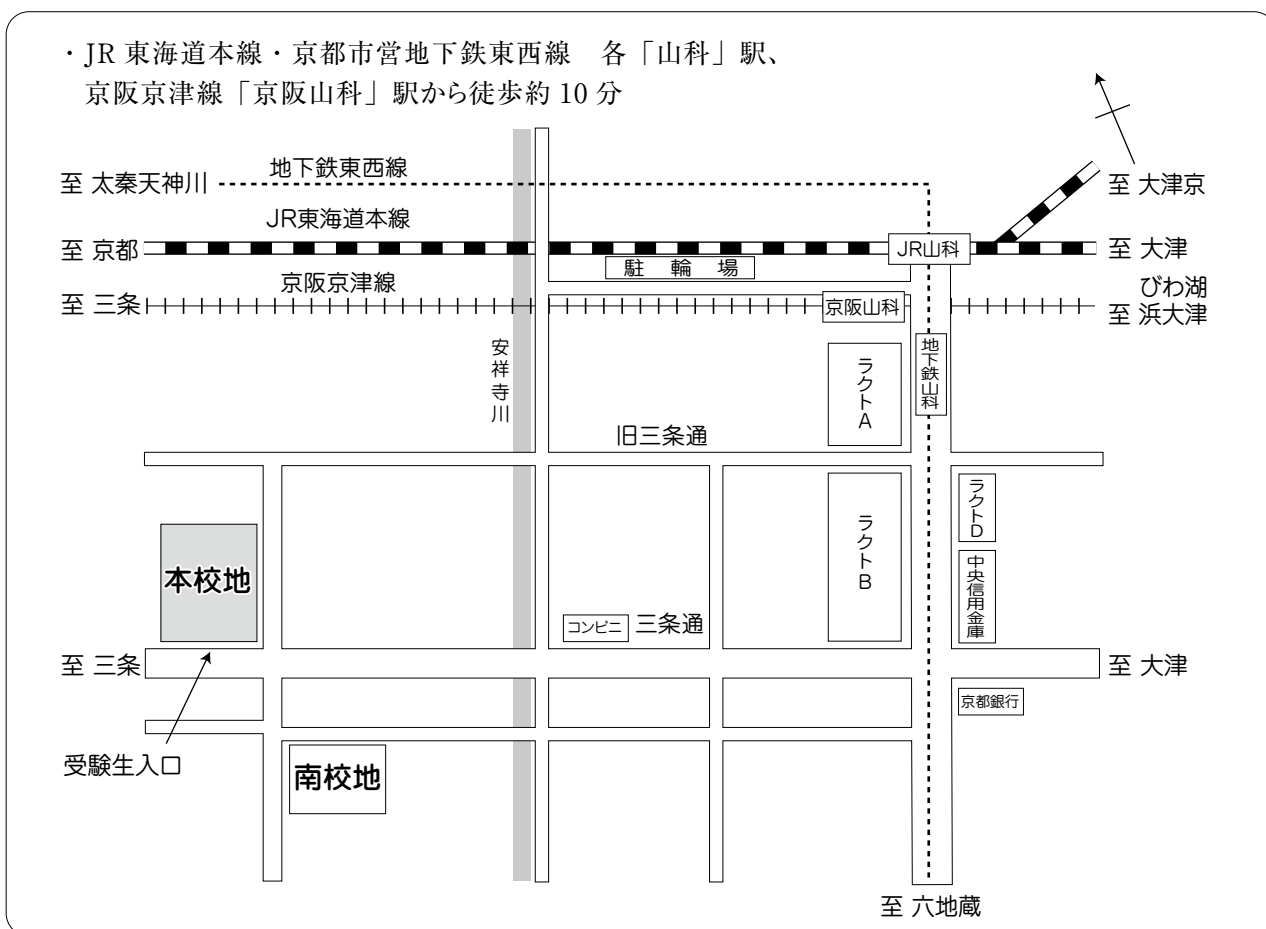 ・JR 東海道本線・京都市営地下鉄東西線　各「山科」駅、
京阪京津線「京阪山科」駅から徒歩約 10 分
地下鉄東西線
至 太秦天神川
至 大津京
JR東海道本線
至 京都
JR山科
至 大津
駐輪場
京阪京津線
びわ湖
至 三条
京阪山科
至 浜大津
安祥寺川
ラクトA
地下鉄山科
旧三条通
ラクトB
ラクトD
本校地
中央信用金庫
コンビニ
三条通
至 三条
至 大津
京都銀行
受験生入口
南校地
至 六地蔵